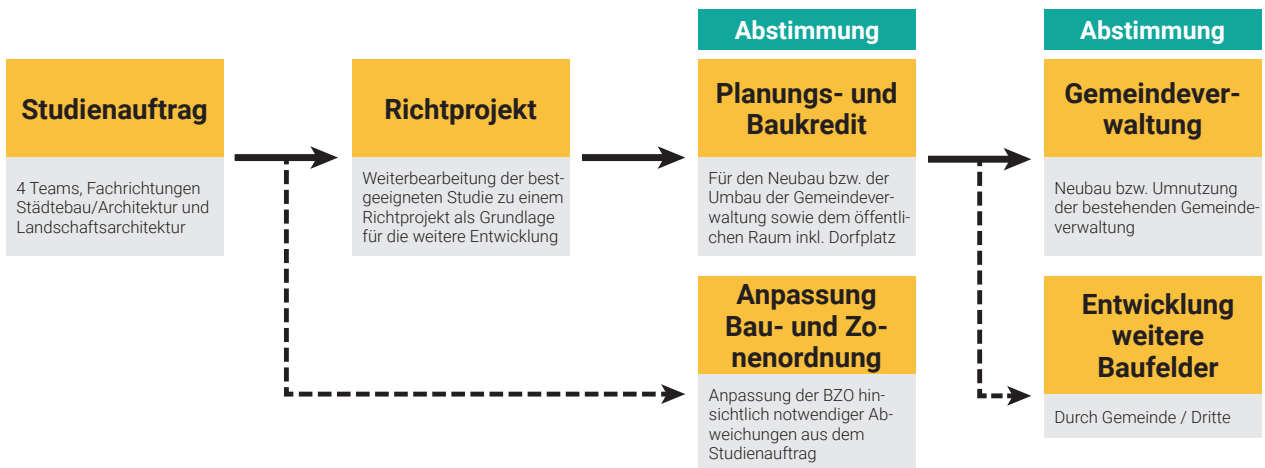 Studienauftrag
4 Teams, Fachrichtungen
Städtebau/Architektur und
Landschaftsarchitektur
Richtprojekt
Weiterbearbeitung der best-
geeigneten Studie zu einem
Richtprojekt als Grundlage
für die weitere Entwicklung
Abstimmung
Planungs- und
Baukredit
Für den Neubau bzw. der
Umbau der Gemeindever-
waltung sowie dem öffentli-
chen Raum inkl. Dorfplatz
Anpassung
Bau- und Zo-
nenordnung
Anpassung der BZO hin-
sichtlich notwendiger Ab-
weichungen aus dem
Studienauftrag
Abstimmung
Gemeindever-
waltung
Neubau bzw. Umnutzung
der bestehenden Gemeinde-
verwaltung
Entwicklung
weitere
Baufelder
Durch Gemeinde / Dritte